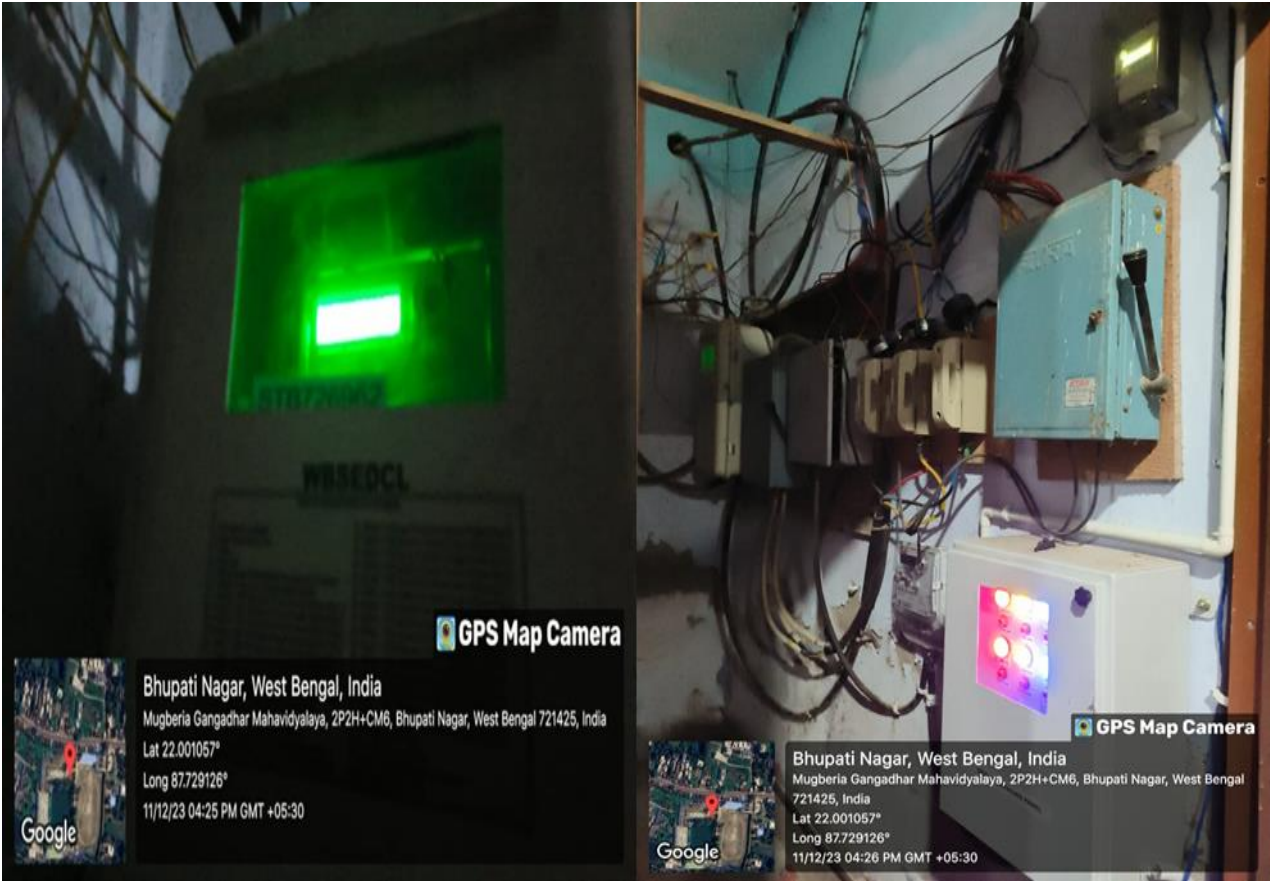 WBSEDCL
GPS Map Camera
Bhupati Nagar, West Bengal, India
Mugberia Gangadhar Mahavidyalaya, 2P2H+CM6, Bhupati Nagar, West Bengal 721425, India
Lat 22.001057°
Long 87.729126°
11/12/23 04:25 PM GMT +05:30
Google
GPS Map Camera
Bhupati Nagar, West Bengal, India
Mugberia Gangadhar Mahavidyalaya, 2P2H+CM6, Bhupati Nagar, West Bengal
721425, India
Lat 22.001057°
Long 87.729126°
11/12/23 04:26 PM GMT +05:30
Google